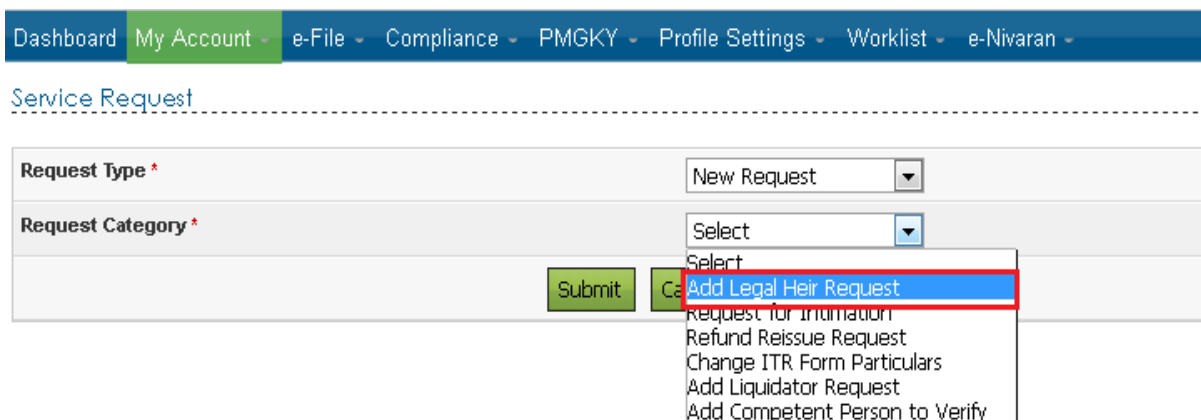 Dashboard My Account e-File Compliance PMGKY Profile Settings Worklist e-Nivaran
Service Request
Request Type * New Request
Request Category * Select
Select
Submit Ca Add Legal Heir Request
Request for Intimation
Refund Reissue Request
Change ITR Form Particulars
Add Liquidator Request
Add Competent Person to Verify